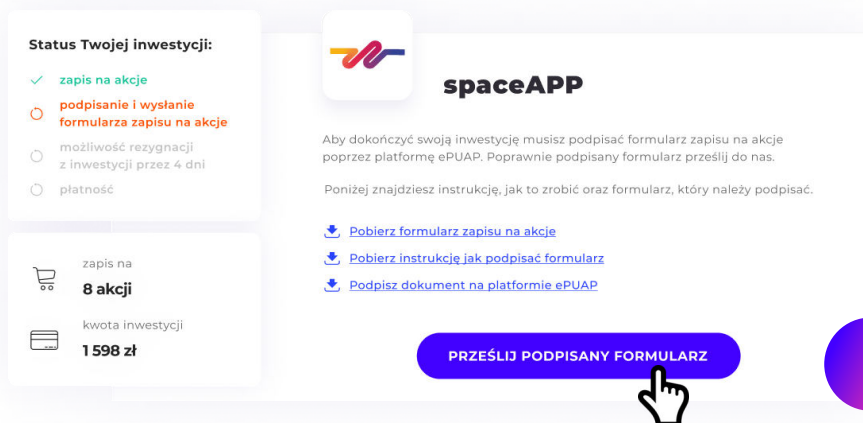 Status Twojej inwestycji:
zapis na akcje
podpisanie i wysłanie
formularza zapisu na akcje
możliwość rezygnacji
z inwestycji przez 4 dni
płatność
zapis na
8 akcji
kwota inwestycji
1 598 zł
spaceAPP
Aby dokończyć swoją inwestycję musisz podpisać formularz zapisu na akcje
poprzez platformę ePUAP. Poprawnie podpisany formularz prześlij do nas.
Poniżej znajdziesz instrukcję, jak to zrobić oraz formularz, który należy podpisać.
Pobierz formularz zapisu na akcje
Pobierz instrukcję jak podpisać formularz
Podpisz dokument na platformie ePUAP
PRZEŚLIJ PODPISANY FORMULARZ